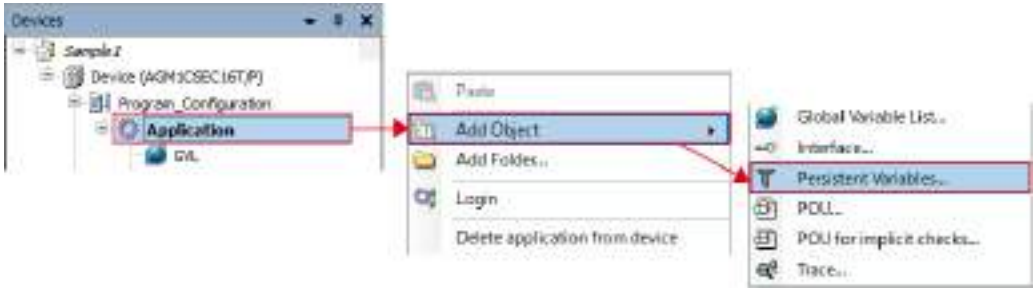 Devices
Sample1
Device (AGM1CSEC16T/P)
Program_Configuration
Application
GVL
Paste
Add Object
Add Folder...
Login
Delete application from device
Global Variable List...
Interface...
Persistent Variables...
POU...
POU for implicit checks...
Trace...